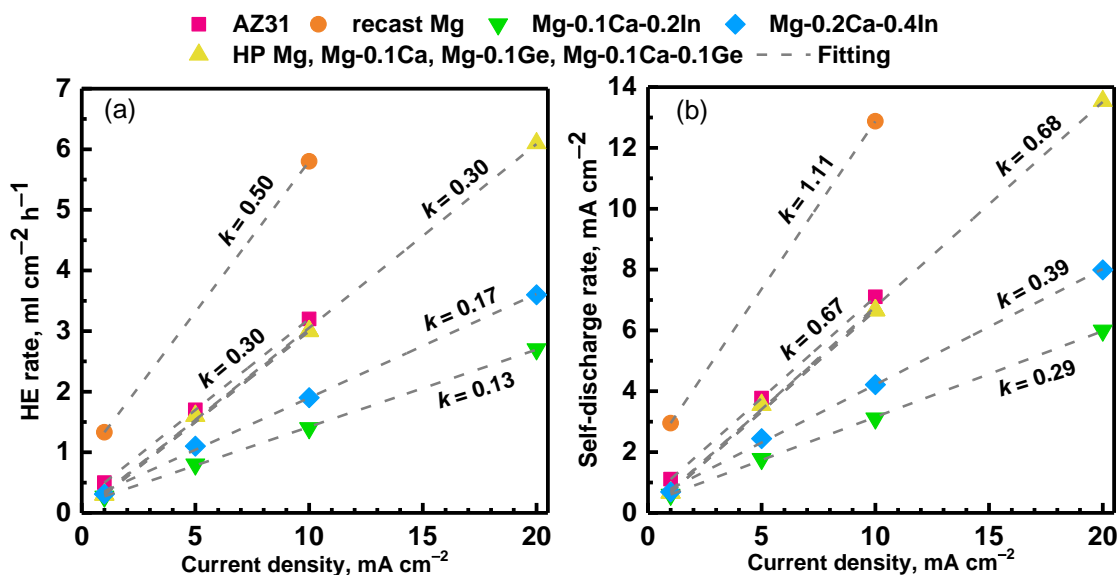 AZ31 recast Mg Mg-0.1Ca-0.2In Mg-0.2Ca-0.4In
HP Mg, Mg-0.1Ca, Mg-0.1Ge, Mg-0.1Ca-0.1Ge Fitting
(a)
HE rate, ml cm⁻² h⁻¹
7
6
5
4
3
2
1
0
0 5 10 15 20
Current density, mA cm⁻²
k = 0.50
k = 0.30
k = 0.30
k = 0.17
k = 0.13
(b)
Self-discharge rate, mA cm⁻²
14
12
10
8
6
4
2
0
0 5 10 15 20
Current density, mA cm⁻²
k = 1.11
k = 0.68
k = 0.67
k = 0.39
k = 0.29